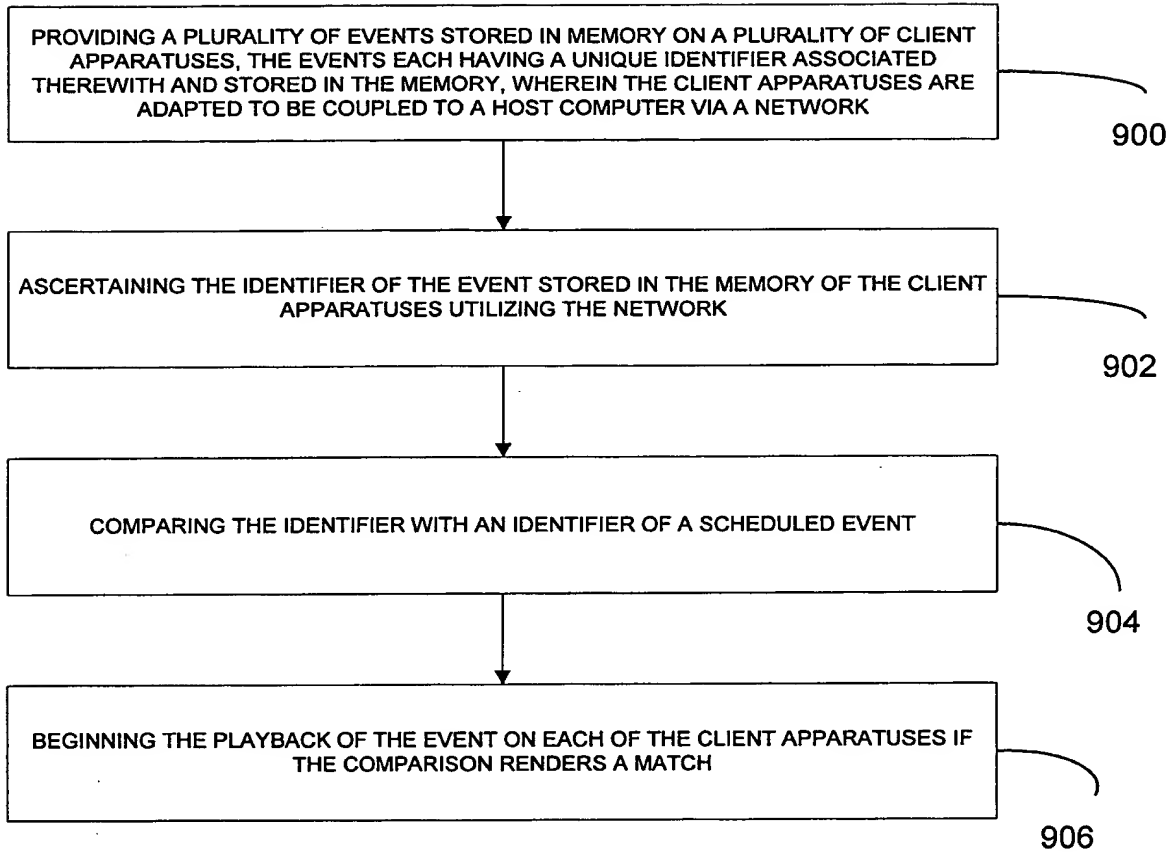 PROVIDING A PLURALITY OF EVENTS STORED IN MEMORY ON A PLURALITY OF CLIENT
APPARATUSES, THE EVENTS EACH HAVING A UNIQUE IDENTIFIER ASSOCIATED
THEREWITH AND STORED IN THE MEMORY, WHEREIN THE CLIENT APPARATUSES ARE
ADAPTED TO BE COUPLED TO A HOST COMPUTER VIA A NETWORK
900
ASCERTAINING THE IDENTIFIER OF THE EVENT STORED IN THE MEMORY OF THE CLIENT
APPARATUSES UTILIZING THE NETWORK
902
COMPARING THE IDENTIFIER WITH AN IDENTIFIER OF A SCHEDULED EVENT
904
BEGINNING THE PLAYBACK OF THE EVENT ON EACH OF THE CLIENT APPARATUSES IF
THE COMPARISON RENDERS A MATCH
906